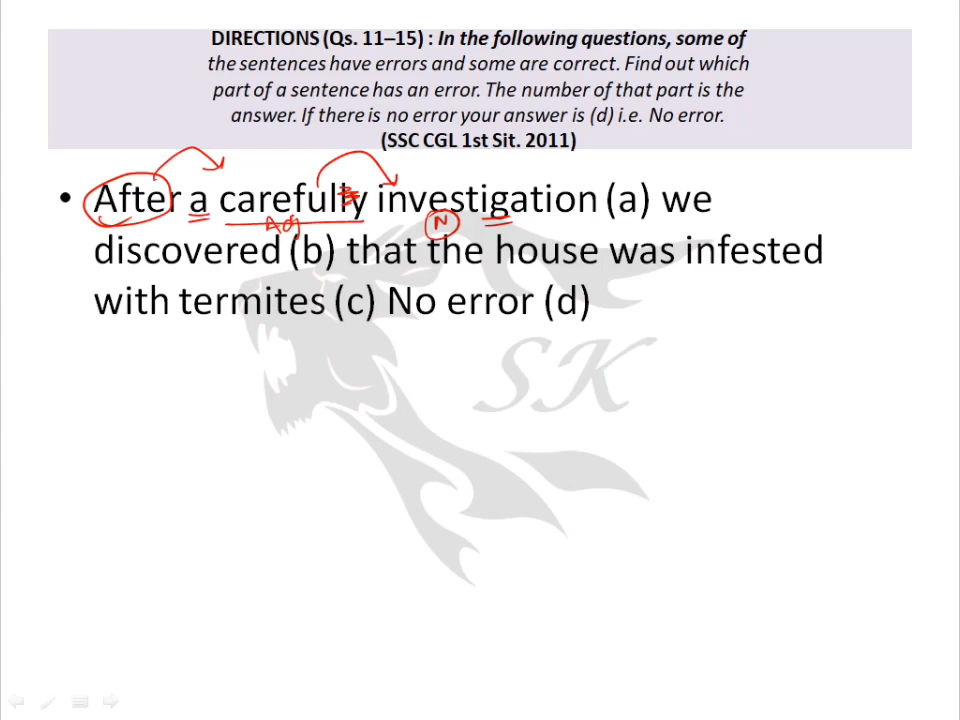 DIRECTIONS (Qs. 11–15) : In the following questions, some of
the sentences have errors and some are correct. Find out which
part of a sentence has an error. The number of that part is the
answer. If there is no error your answer is (d) i.e. No error.
(SSC CGL 1st Sit. 2011)
• After a carefully investigation (a) we
Adj N
discovered (b) that the house was infested
with termites (c) No error (d)
SK